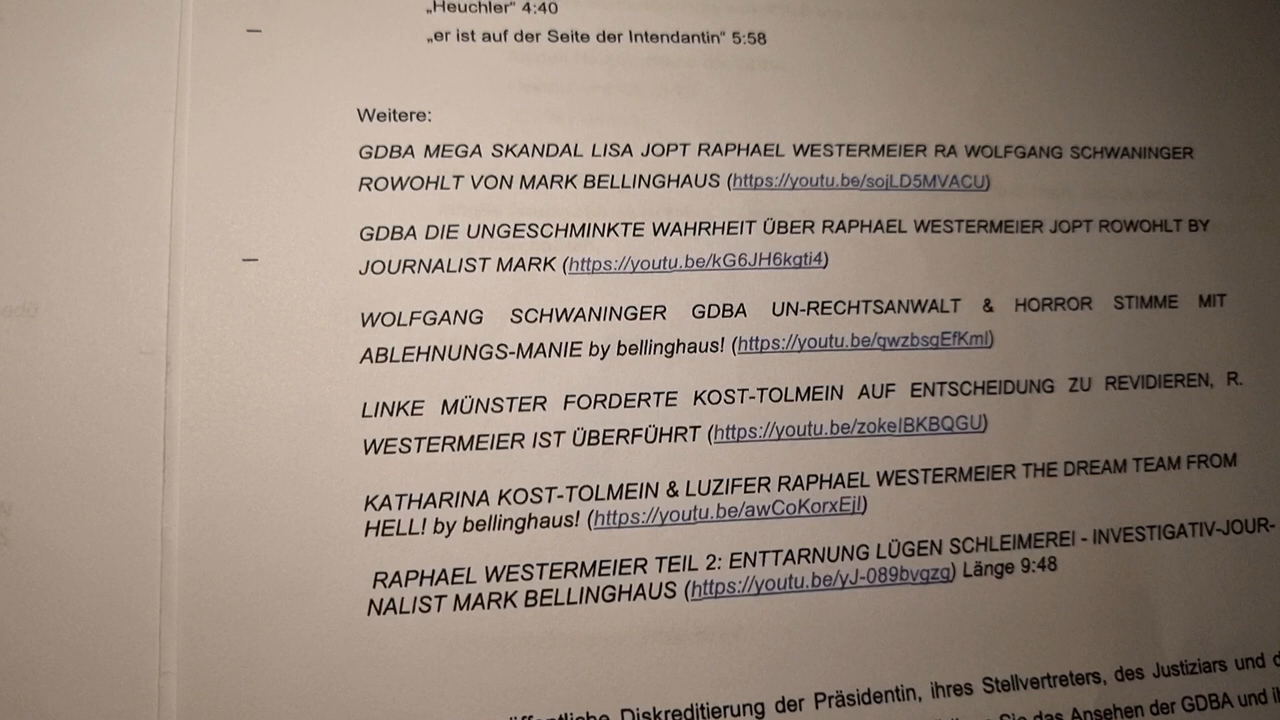 „Heuchler" 4:40
„er ist auf der Seite der Intendantin" 5:58
Weitere:
GDBA MEGA SKANDAL LISA JOPT RAPHAEL WESTERMEIER RA WOLFGANG SCHWANINGER
ROWOHLT VON MARK BELLINGHAUS (https://youtu.be/sojLD5MVACU)
GDBA DIE UNGESCHMINKTE WAHRHEIT ÜBER RAPHAEL WESTERMEIER JOPT ROWOHLT BY
JOURNALIST MARK (https://youtu.be/kG6JH6kgti4)
WOLFGANG SCHWANINGER GDBA UN-RECHTSANWALT & HORROR STIMME MIT
ABLEHNUNGS-MANIE by bellinghaus! (https://youtu.be/qwzbsgEfKmI)
LINKE MÜNSTER FORDERTE KOST-TOLMEIN AUF ENTSCHEIDUNG ZU REVIDIEREN, R.
WESTERMEIER IST ÜBERFÜHRT (https://youtu.be/zokeIBKBQGU)
KATHARINA KOST-TOLMEIN & LUZIFER RAPHAEL WESTERMEIER THE DREAM TEAM FROM
HELL! by bellinghaus! (https://youtu.be/awCoKorxEjI)
RAPHAEL WESTERMEIER TEIL 2: ENTTARNUNG LÜGEN SCHLEIMEREI - INVESTIGATIV-JOUR-
NALIST MARK BELLINGHAUS (https://youtu.be/yJ-089bvgzg) Länge 9:48
Diskreditierung der Präsidentin, ihres Stellvertreters, des Justiziars und
Sie das Ansehen der GDBA und